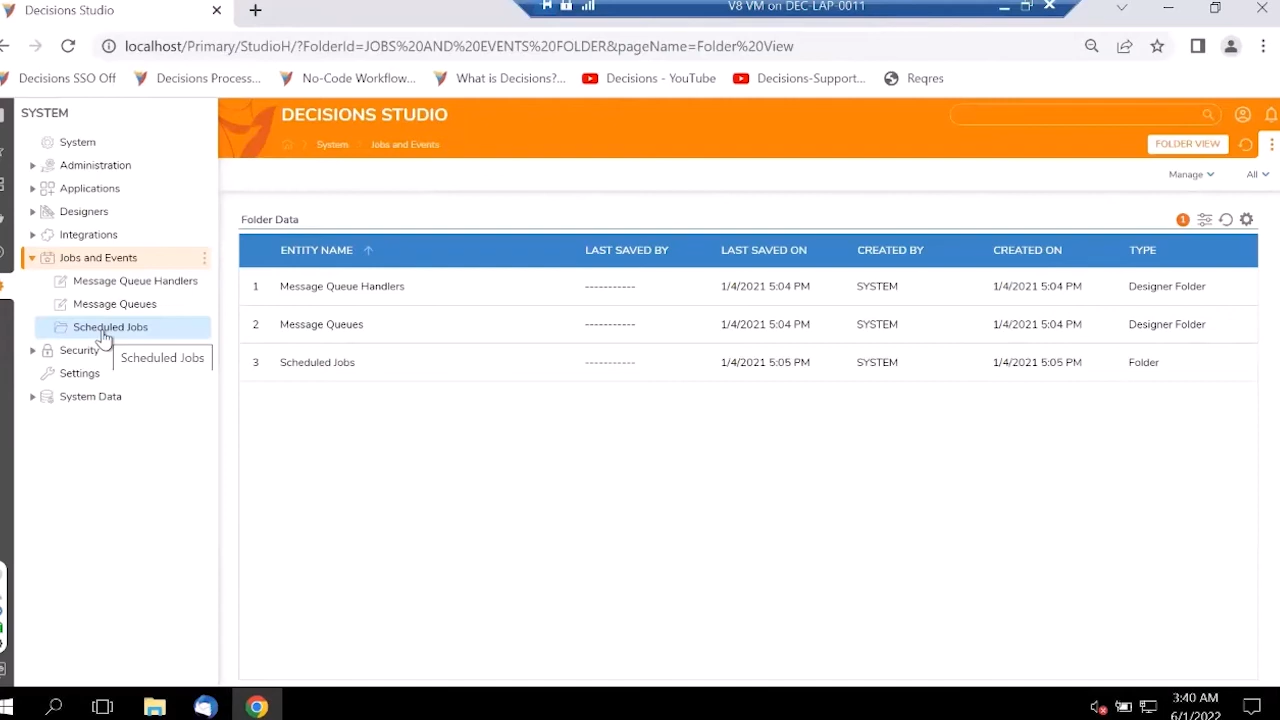 Decisions Studio
V8 VM on DEC-LAP-0011
localhost/Primary/StudioH/?FolderId=JOBS%20AND%20EVENTS%20FOLDER&pageName=Folder%20View
Decisions SSO Off
Decisions Process...
No-Code Workflow...
What is Decisions?...
Decisions - YouTube
Decisions-Support...
Reqres
SYSTEM
System
Administration
Applications
Designers
Integrations
Jobs and Events
Message Queue Handlers
Message Queues
Scheduled Jobs
Security
Scheduled Jobs
Settings
System Data
DECISIONS STUDIO
System
Jobs and Events
FOLDER VIEW
Manage
All
Folder Data
1
ENTITY NAME LAST SAVED BY LAST SAVED ON CREATED BY CREATED ON TYPE
1 Message Queue Handlers ----------- 1/4/2021 5:04 PM SYSTEM 1/4/2021 5:04 PM Designer Folder
2 Message Queues ----------- 1/4/2021 5:04 PM SYSTEM 1/4/2021 5:04 PM Designer Folder
3 Scheduled Jobs ----------- 1/4/2021 5:05 PM SYSTEM 1/4/2021 5:05 PM Folder
3:40 AM
6/1/2022